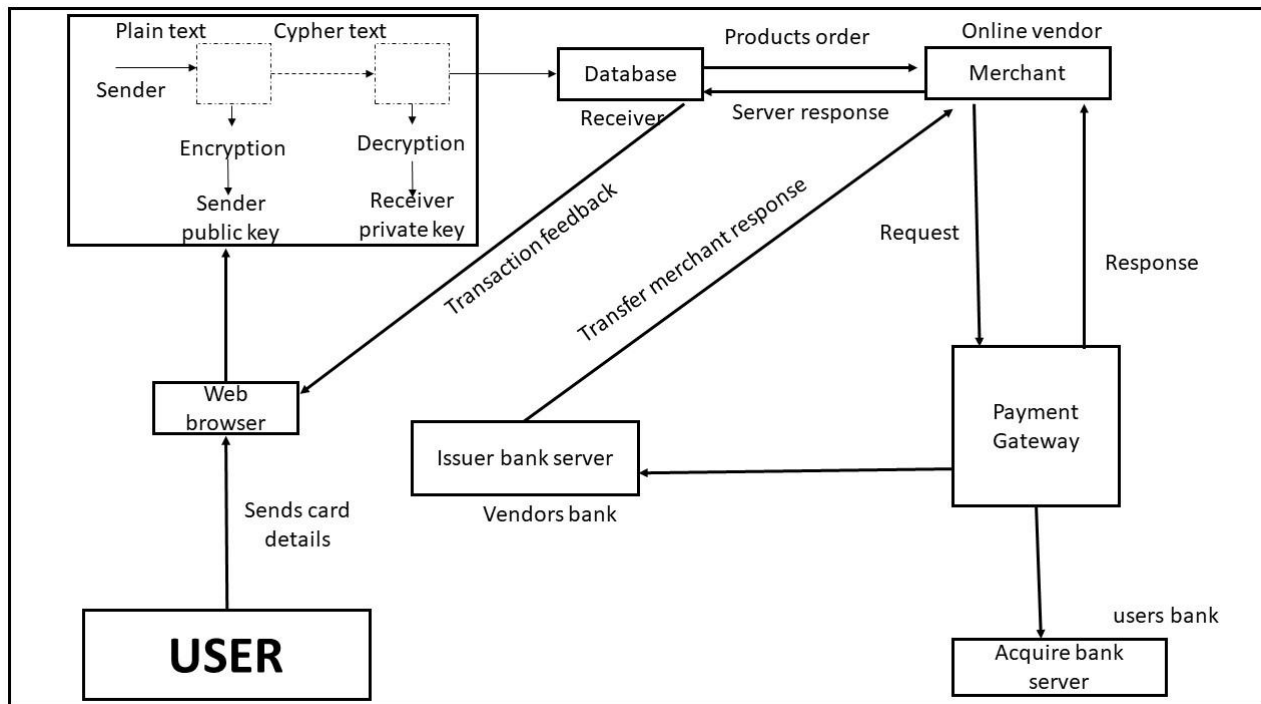 Plain text
Cypher text
Sender
Encryption
Decryption
Sender
public key
Receiver
private key
Database
Receiver
Products order
Server response
Online vendor
Merchant
Transaction feedback
Transfer merchant response
Request
Response
Web
browser
Issuer bank server
Vendors bank
Payment
Gateway
Sends card
details
USER
users bank
Acquire bank
server